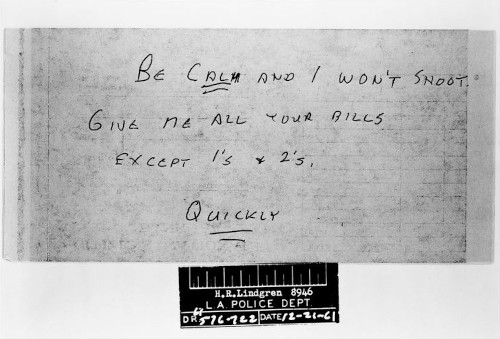 BE CALM AND I WON'T SHOOT.
GIVE ME ALL YOUR BILLS
EXCEPT 1'S & 2'S.
QUICKLY
H.R.Lindgren 8946
L.A. POLICE DEPT.
DR 576-722 DATE 12-21-61